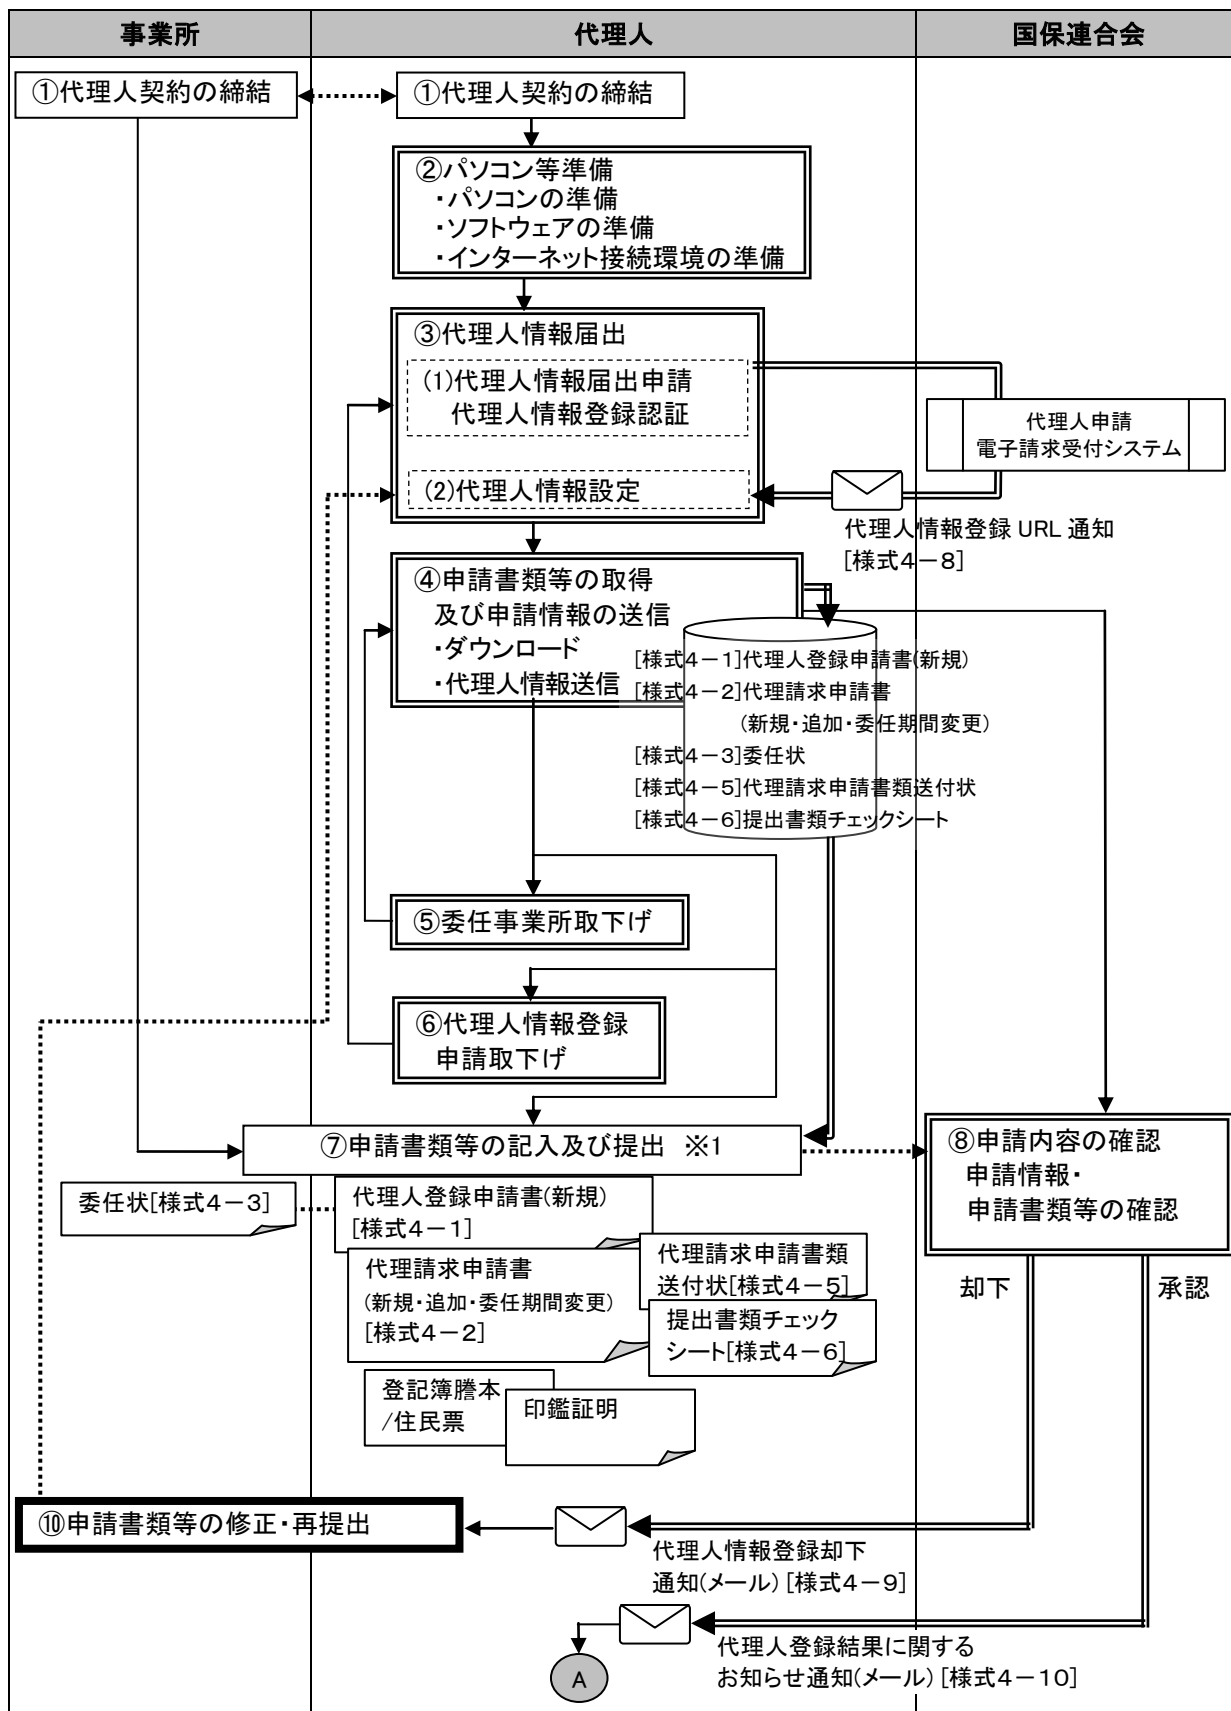 事業所
代理人
国保連合会
①代理人契約の締結
①代理人契約の締結
②パソコン等準備
・パソコンの準備
・ソフトウェアの準備
・インターネット接続環境の準備
③代理人情報届出
(1)代理人情報届出申請
代理人情報登録認証
代理人申請
電子請求受付システム
(2)代理人情報設定
代理人情報登録 URL 通知
[様式4-8]
④申請書類等の取得
及び申請情報の送信
・ダウンロード
・代理人情報送信
[様式4-1]代理人登録申請書(新規)
[様式4-2]代理請求申請書
(新規・追加・委任期間変更)
[様式4-3]委任状
[様式4-5]代理請求申請書類送付状
[様式4-6]提出書類チェックシート
⑤委任事業所取下げ
⑥代理人情報登録
申請取下げ
⑦申請書類等の記入及び提出 ※1
⑧申請内容の確認
申請情報・
申請書類等の確認
委任状[様式4-3]
代理人登録申請書(新規)
[様式4-1]
代理請求申請書
(新規・追加・委任期間変更)
[様式4-2]
代理請求申請書類
送付状[様式4-5]
提出書類チェック
シート[様式4-6]
却下
承認
登記簿謄本
/住民票
印鑑証明
⑩申請書類等の修正・再提出
代理人情報登録却下
通知(メール) [様式4-9]
代理人登録結果に関する
お知らせ通知(メール) [様式4-10]
A